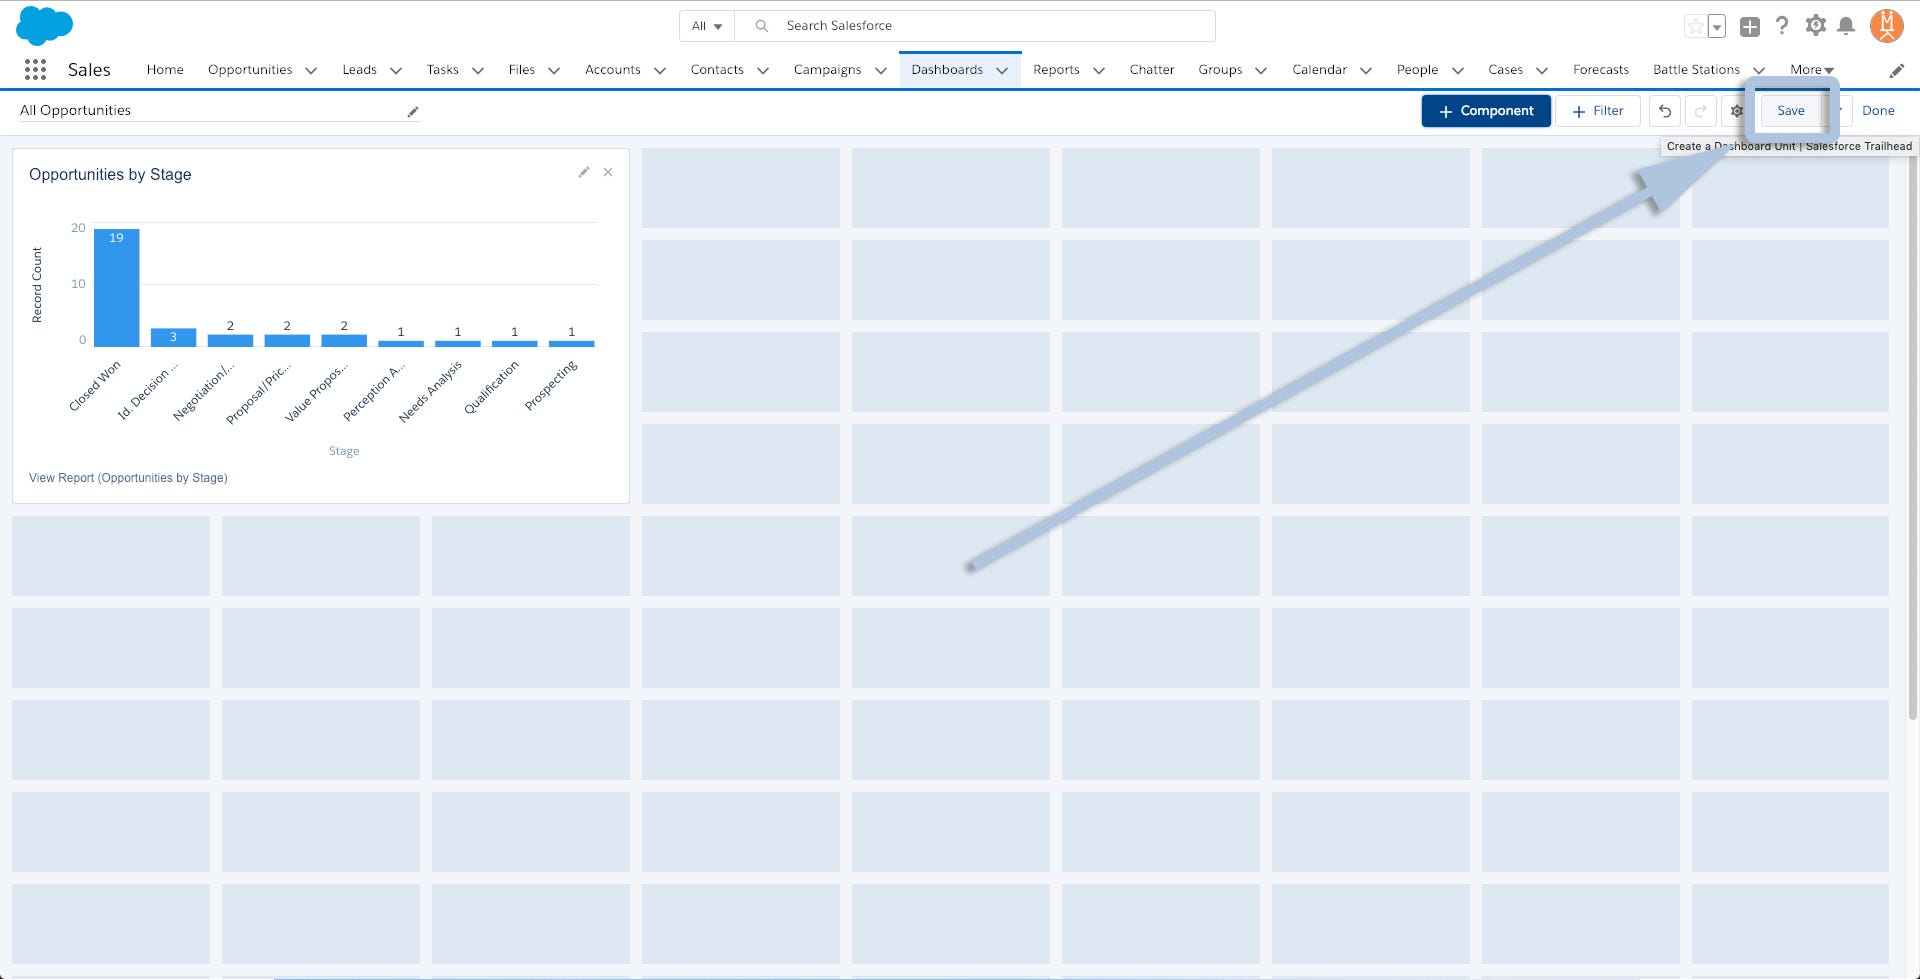 All Search Salesforce
Sales Home Opportunities Leads Tasks Files Accounts Contacts Campaigns Dashboards Reports Chatter Groups Calendar People Cases Forecasts Battle Stations More
All Opportunities + Component + Filter Save Done
Create a Dashboard Unit | Salesforce Trailhead
Opportunities by Stage
Record Count
20
10
0
19
3
2
2
2
1
1
1
1
Closed Won
Id. Decision ...
Negotiation/...
Proposal/Pric...
Value Propos...
Perception A...
Needs Analysis
Qualification
Prospecting
Stage
View Report (Opportunities by Stage)